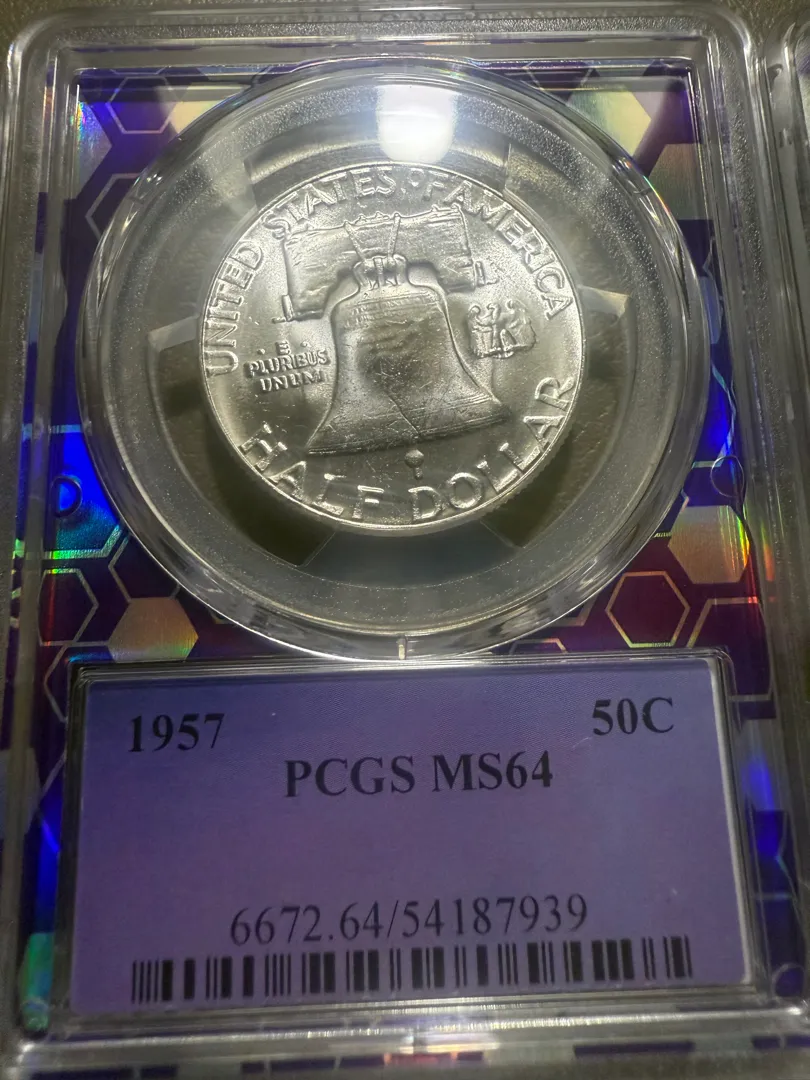 UNITED STATES OF AMERICA
E
PLURIBUS
UNUM
HALF DOLLAR
1957 50C
PCGS MS64
6672.64/54187939